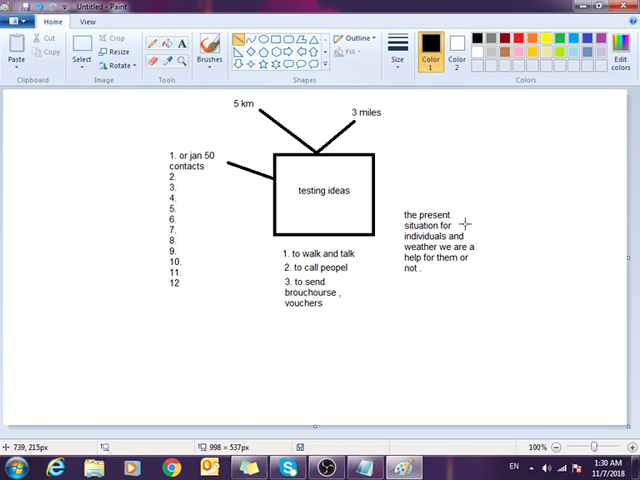 Untitled - Paint
Home
View
Paste
Cut
Copy
Clipboard
Select
Crop
Resize
Rotate
Image
Tools
Brushes
Outline
Fill
Shapes
Size
Color 1
Color 2
Edit colors
Colors
5 km
3 miles
1. or jan 50
contacts
2.
3.
4.
5.
6.
7.
8.
9.
10.
11.
12
testing ideas
1. to walk and talk
2. to call peopel
3. to send
brouchourse ,
vouchers
the present
situation for
individuals and
weather we are a
help for them or
not .
739, 215px
998 × 537px
100%
EN
1:30 AM
11/7/2018